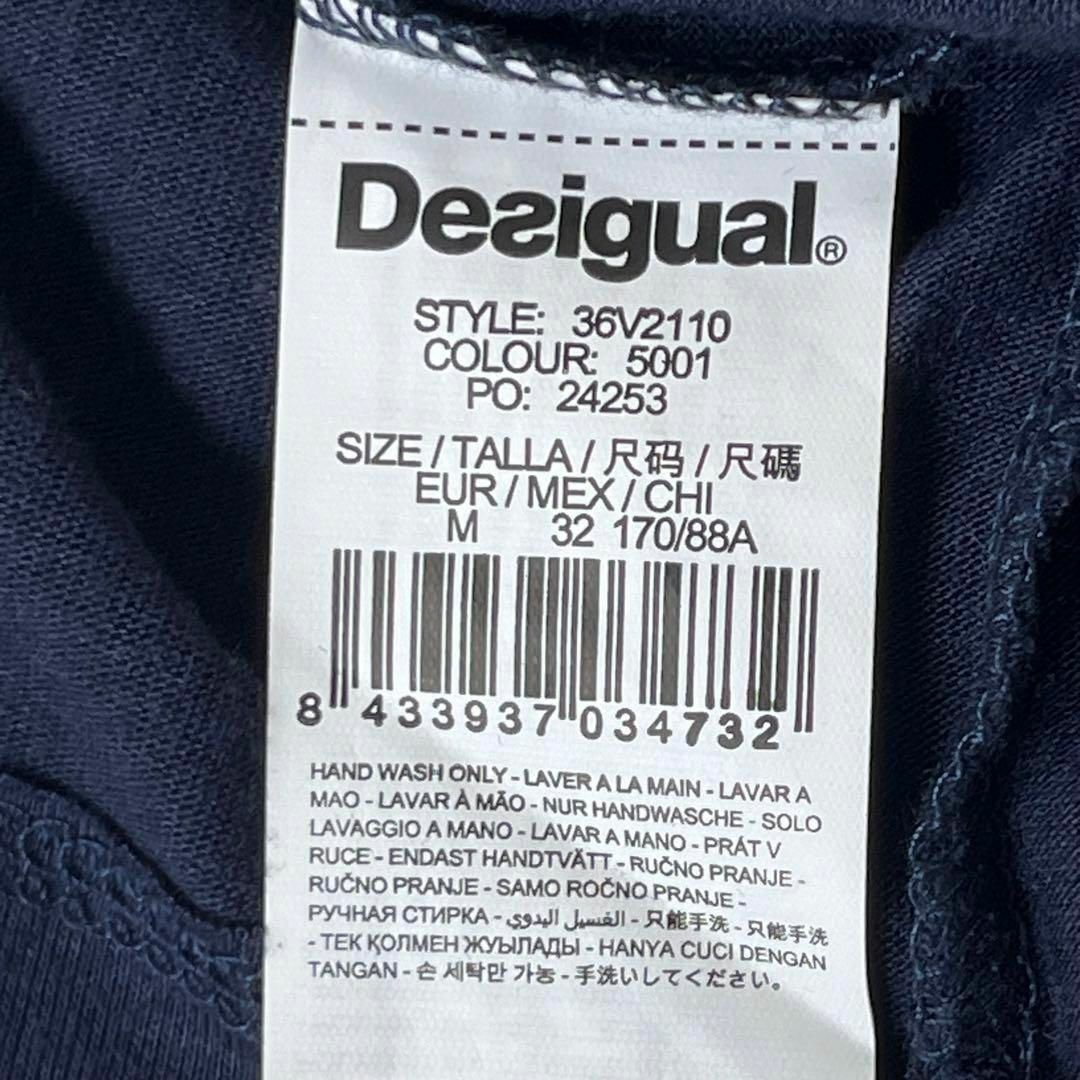 Desigual®
STYLE: 36V2110
COLOUR: 5001
PO: 24253
SIZE / TALLA / 尺码 / 尺碼
EUR / MEX / CHI
M 32 170/88A
8 433937 034732
HAND WASH ONLY - LAVER A LA MAIN - LAVAR A
MAO - LAVAR À MÃO - NUR HANDWASCHE - SOLO
LAVAGGIO A MANO - LAVAR A MANO - PRÁT V
RUCE - ENDAST HANDTVÄTT - RUČNO PRANJE -
RUČNO PRANJE - SAMO ROČNO PRANJE -
РУЧНАЯ СТИРКА - الغسيل اليدوي - 只能手洗 - 只能手洗
- ТЕК ҚОЛМЕН ЖУЫЛАДЫ - HANYA CUCI DENGAN
TANGAN - 손 세탁만 가능 - 手洗いしてください。